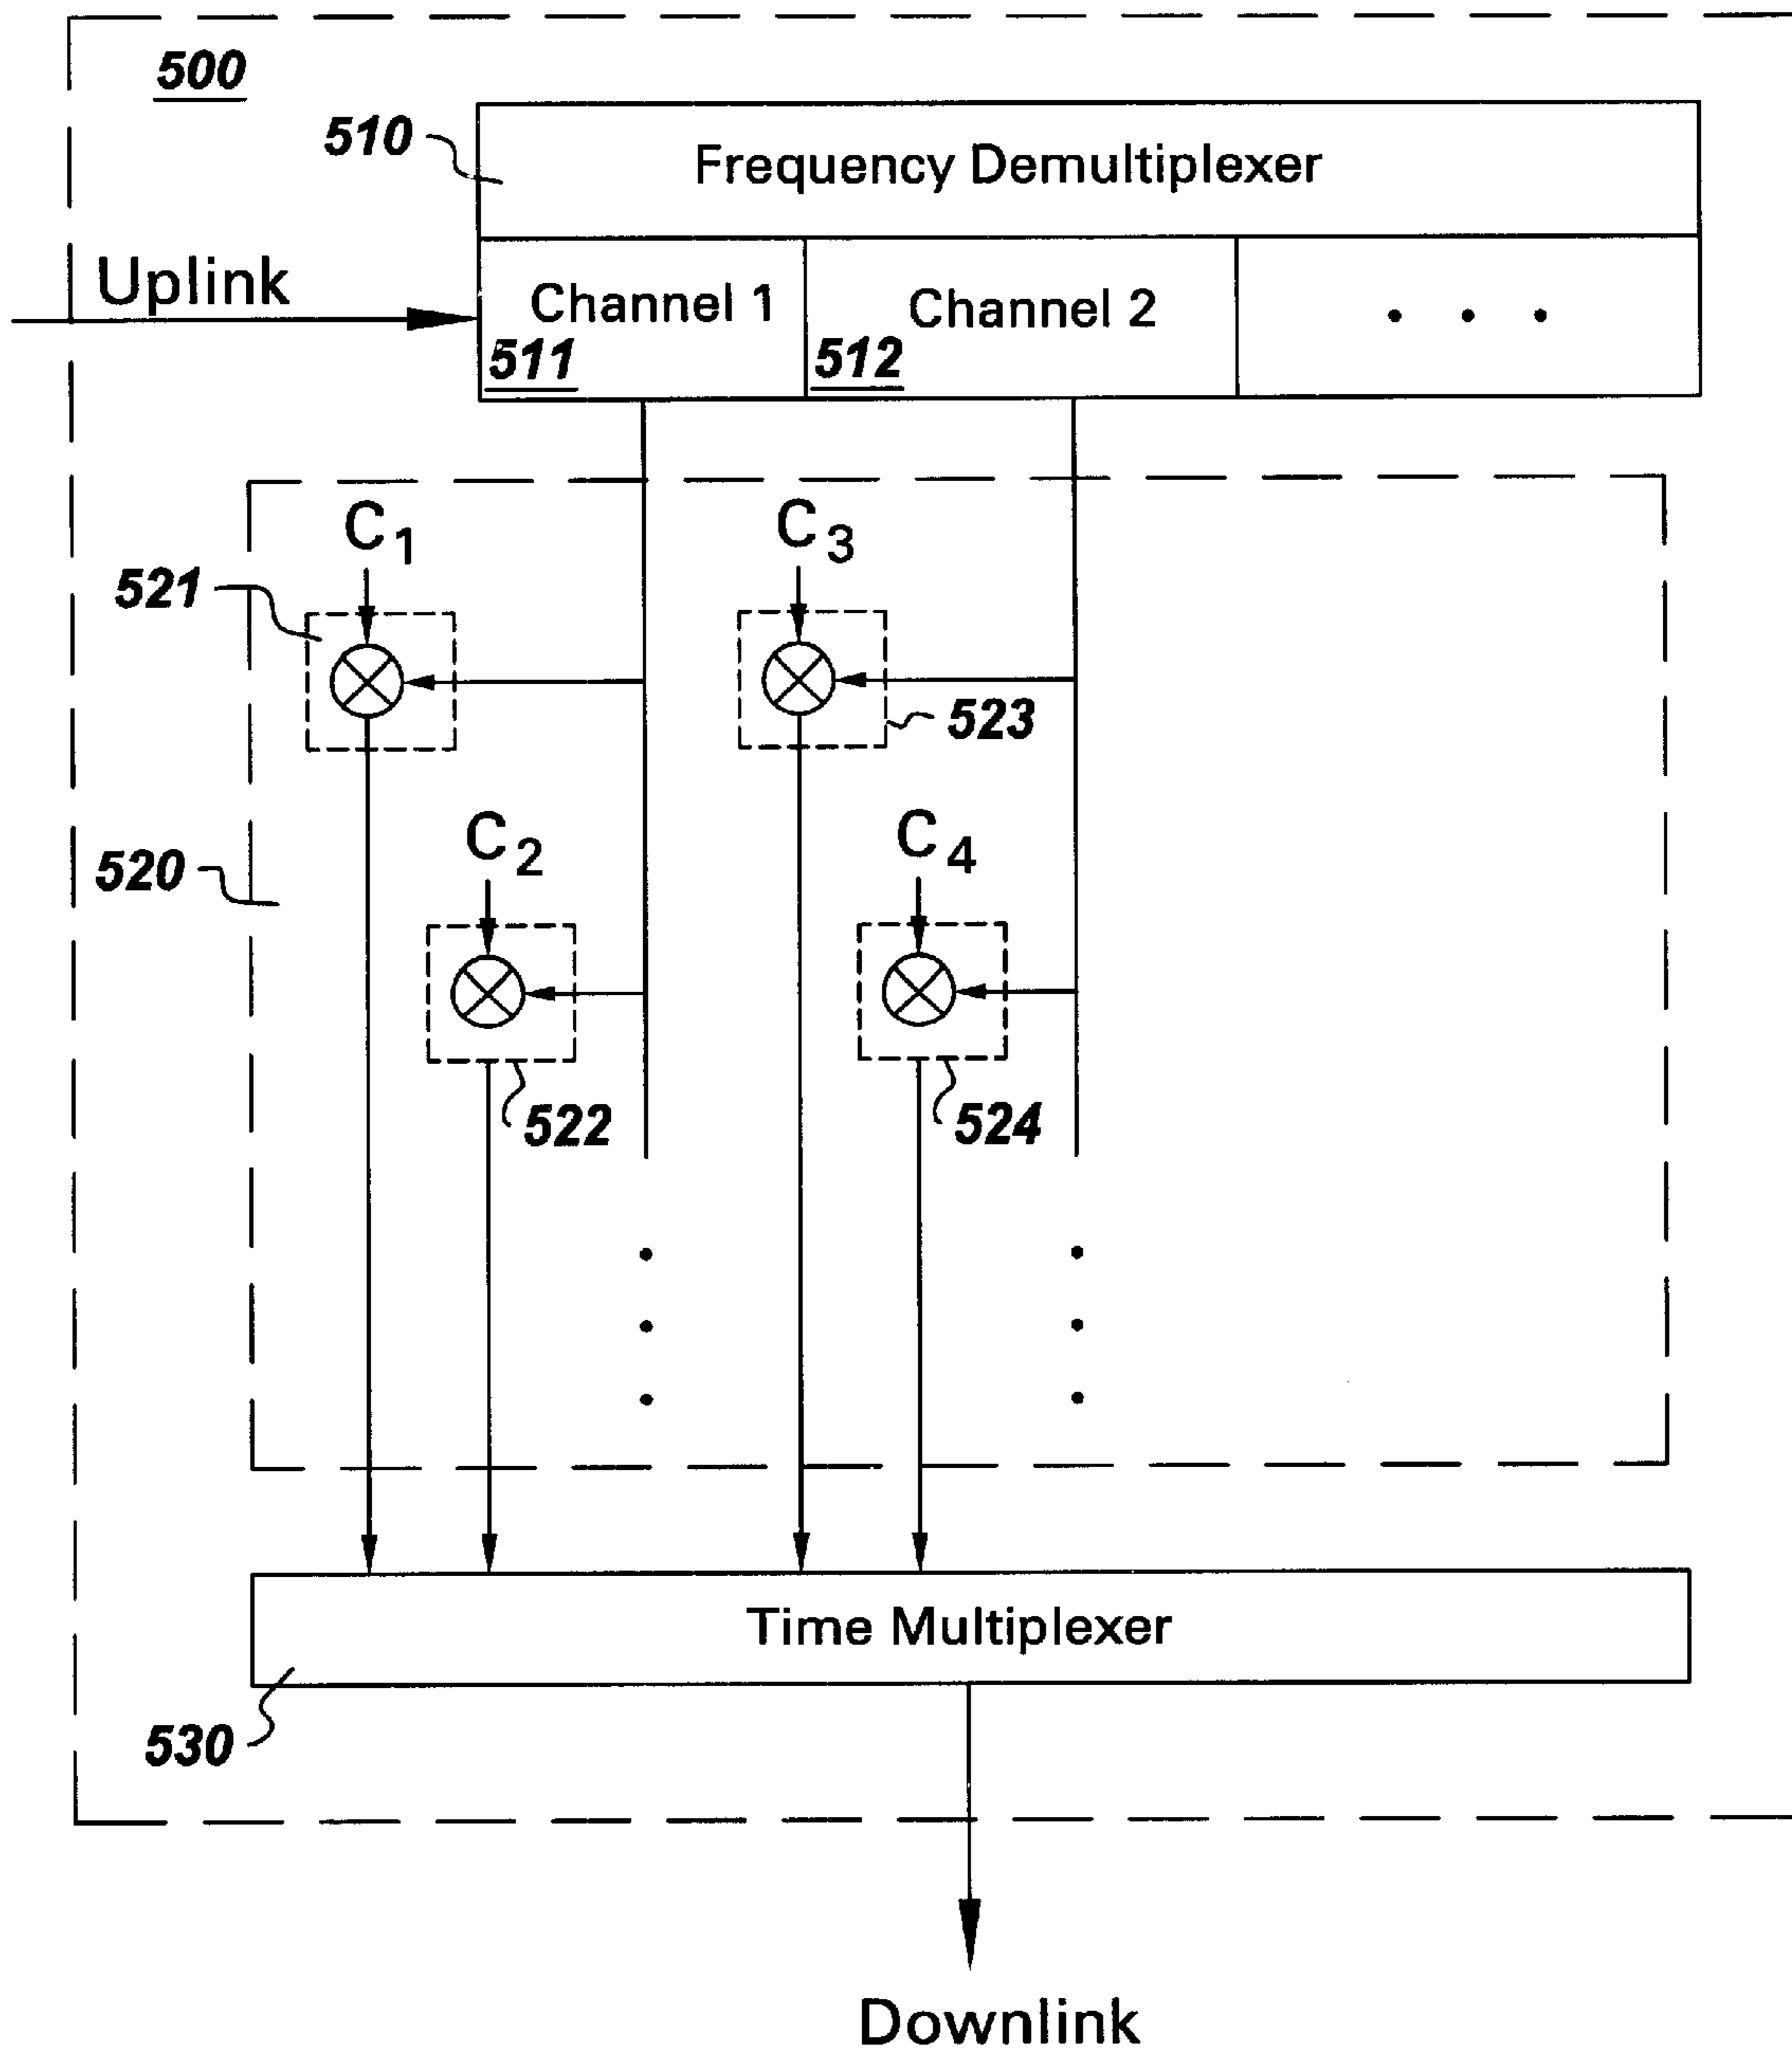 500
510
Frequency Demultiplexer
Uplink
Channel 1
Channel 2
. . .
511
512
C1
C3
521
523
C2
C4
520
522
524
Time Multiplexer
530
Downlink